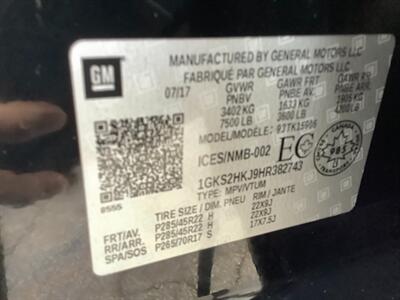 MANUFACTURED BY GENERAL MOTORS LLC
FABRIQUÉ PAR GENERAL MOTORS LLC
GM
07/17 GVWR GAWR FRT GAWR RR
PNBV PNBE AV. PNBE ARR.
3402 KG 1633 KG 1905 KG
7500 LB 3600 LB 4200 LB
MODEL/MODELE:
ICES/NMB-002 EC
1GKS2HKJ9HR382743
TYPE: MPV/VTUM
8555
TIRE SIZE / DIM. PNEU RIM / JANTE
FRT/AV. P285/45R22 H 22X9J
RR/ARR. P285/45R22 H 22X9J
SPA/SOS P265/70R17 S 17X7.5J